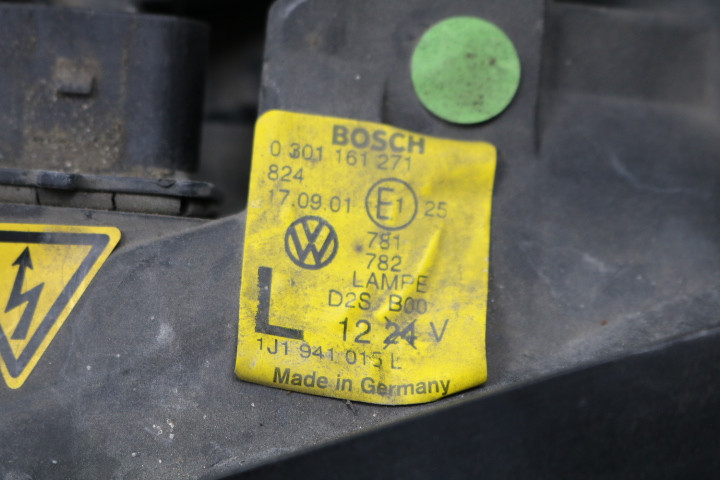 BOSCH
0 301 161 271
824
17.09.01 E1 25
781
782
LAMPE
L D2S B00
12 24 V
1J1 941 015 L
Made in Germany